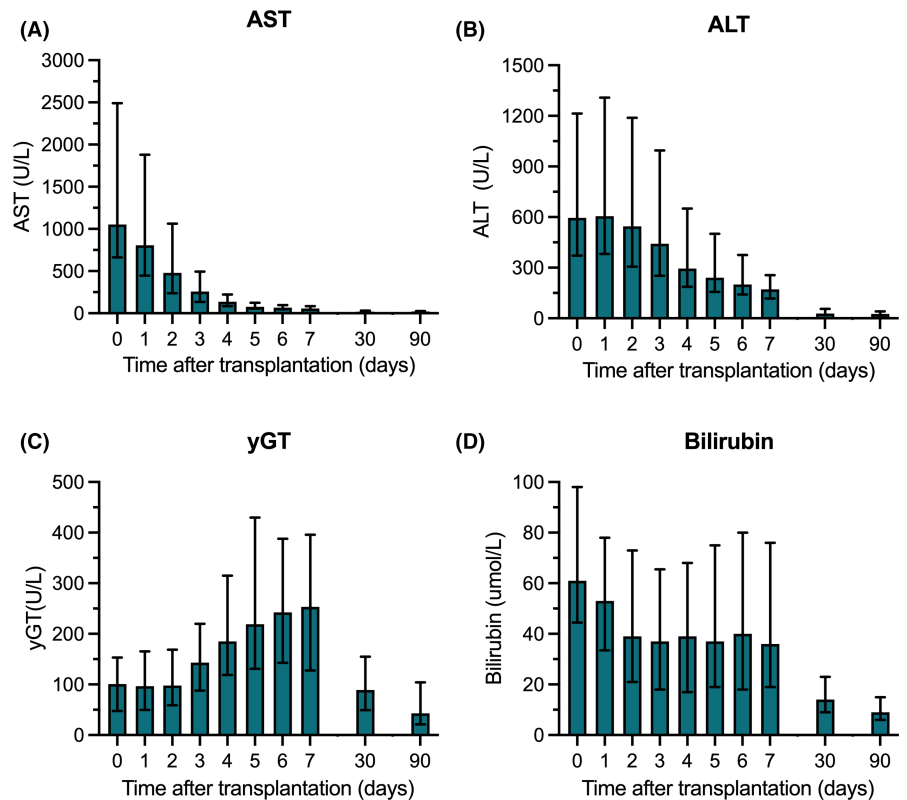 (A)
AST
3000
2500
2000
1500
1000
500
0
AST (U/L)
0 1 2 3 4 5 6 7 30 90
Time after transplantation (days)
(B)
ALT
1500
1200
900
600
300
0
ALT (U/L)
0 1 2 3 4 5 6 7 30 90
Time after transplantation (days)
(C)
yGT
500
400
300
200
100
0
yGT(U/L)
0 1 2 3 4 5 6 7 30 90
Time after transplantation (days)
(D)
Bilirubin
100
80
60
40
20
0
Bilirubin (umol/L)
0 1 2 3 4 5 6 7 30 90
Time after transplantation (days)